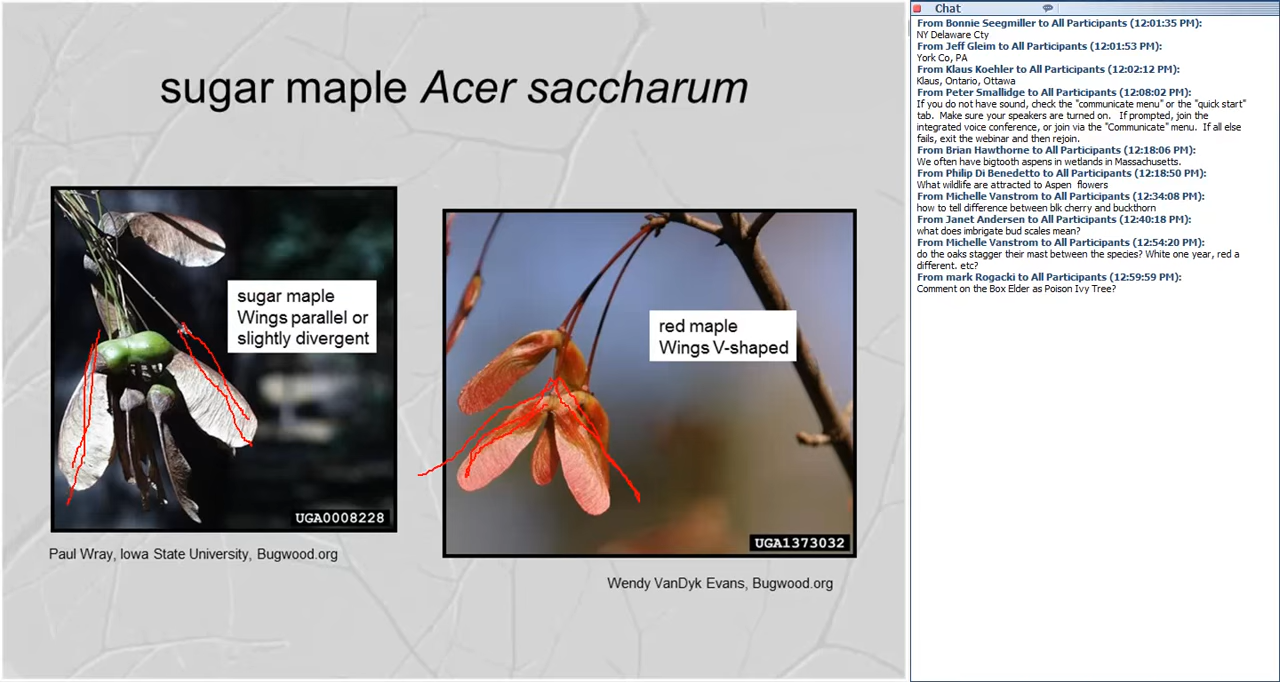 sugar maple Acer saccharum
sugar maple
Wings parallel or
slightly divergent
UGA0008228
Paul Wray, Iowa State University, Bugwood.org
red maple
Wings V-shaped
UGA1373032
Wendy VanDyk Evans, Bugwood.org
Chat
From Bonnie Seegmiller to All Participants (12:01:35 PM):
NY Delaware Cty
From Jeff Gleim to All Participants (12:01:53 PM):
York Co, PA
From Klaus Koehler to All Participants (12:02:12 PM):
Klaus, Ontario, Ottawa
From Peter Smallidge to All Participants (12:08:02 PM):
If you do not have sound, check the "communicate menu" or the "quick start"
tab. Make sure your speakers are turned on. If prompted, join the
integrated voice conference, or join via the "Communicate" menu. If all else
fails, exit the webinar and then rejoin.
From Brian Hawthorne to All Participants (12:18:06 PM):
We often have bigtooth aspens in wetlands in Massachusetts.
From Philip Di Benedetto to All Participants (12:18:50 PM):
What wildlife are attracted to Aspen flowers
From Michelle Vanstrom to All Participants (12:34:08 PM):
how to tell difference between blk cherry and buckthorn
From Janet Andersen to All Participants (12:40:18 PM):
what does imbrigate bud scales mean?
From Michelle Vanstrom to All Participants (12:54:20 PM):
do the oaks stagger their mast between the species? White one year, red a
different. etc?
From mark Rogacki to All Participants (12:59:59 PM):
Comment on the Box Elder as Poison Ivy Tree?